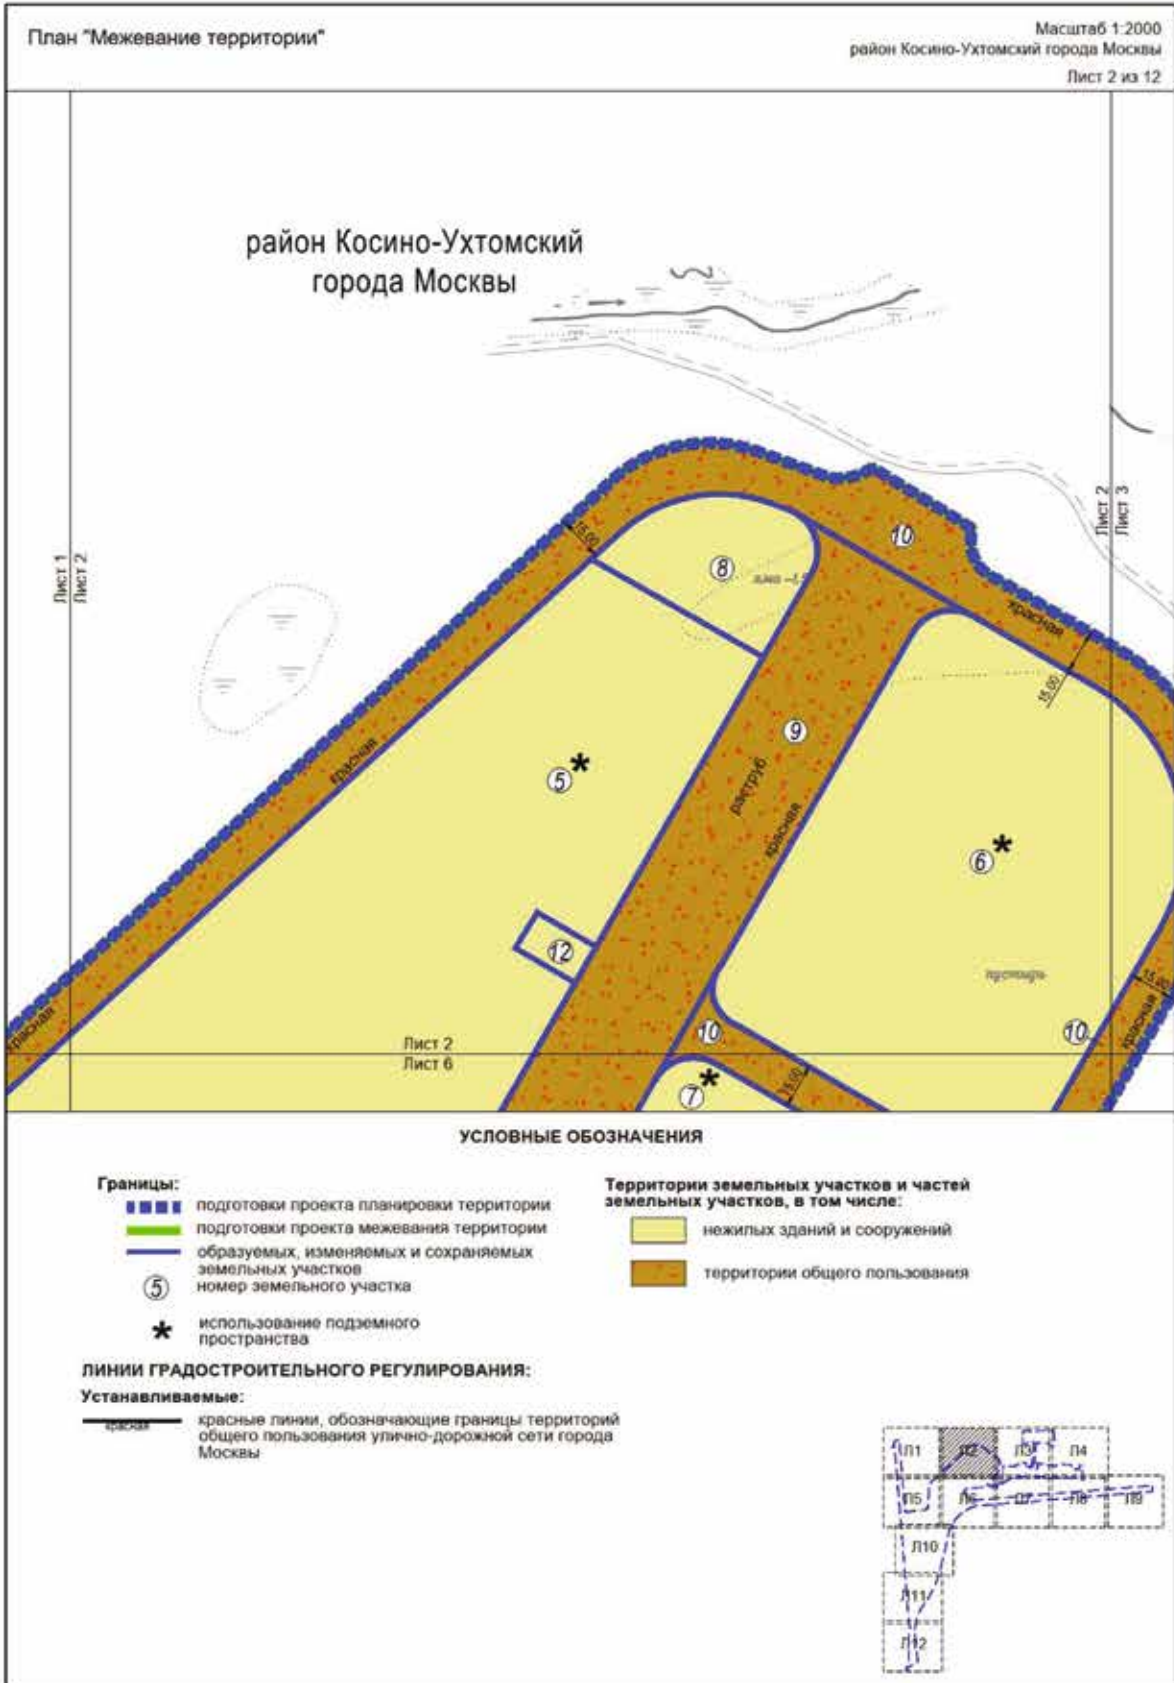 План "Межевание территории"
Масштаб 1:2000
район Косино-Ухтомский города Москвы
Лист 2 из 12
район Косино-Ухтомский
города Москвы
Лист 1
Лист 2
Лист 2
Лист 3
15.00
8
10
красная
15.00
9
красная
5
*
раструб
красная
6
*
12
пустырь
15.00
красная
10
10
красная
Лист 2
Лист 6
7
*
15.00
УСЛОВНЫЕ ОБОЗНАЧЕНИЯ
Границы:
подготовки проекта планировки территории
подготовки проекта межевания территории
образуемых, изменяемых и сохраняемых
земельных участков
5
номер земельного участка
*
использование подземного
пространства
Территории земельных участков и частей
земельных участков, в том числе:
нежилых зданий и сооружений
территории общего пользования
ЛИНИИ ГРАДОСТРОИТЕЛЬНОГО РЕГУЛИРОВАНИЯ:
Устанавливаемые:
красная
красные линии, обозначающие границы территорий
общего пользования улично-дорожной сети города
Москвы
Л1 Л2 Л3 Л4
Л5 Л6 Л7 Л8 Л9
Л10
Л11
Л12